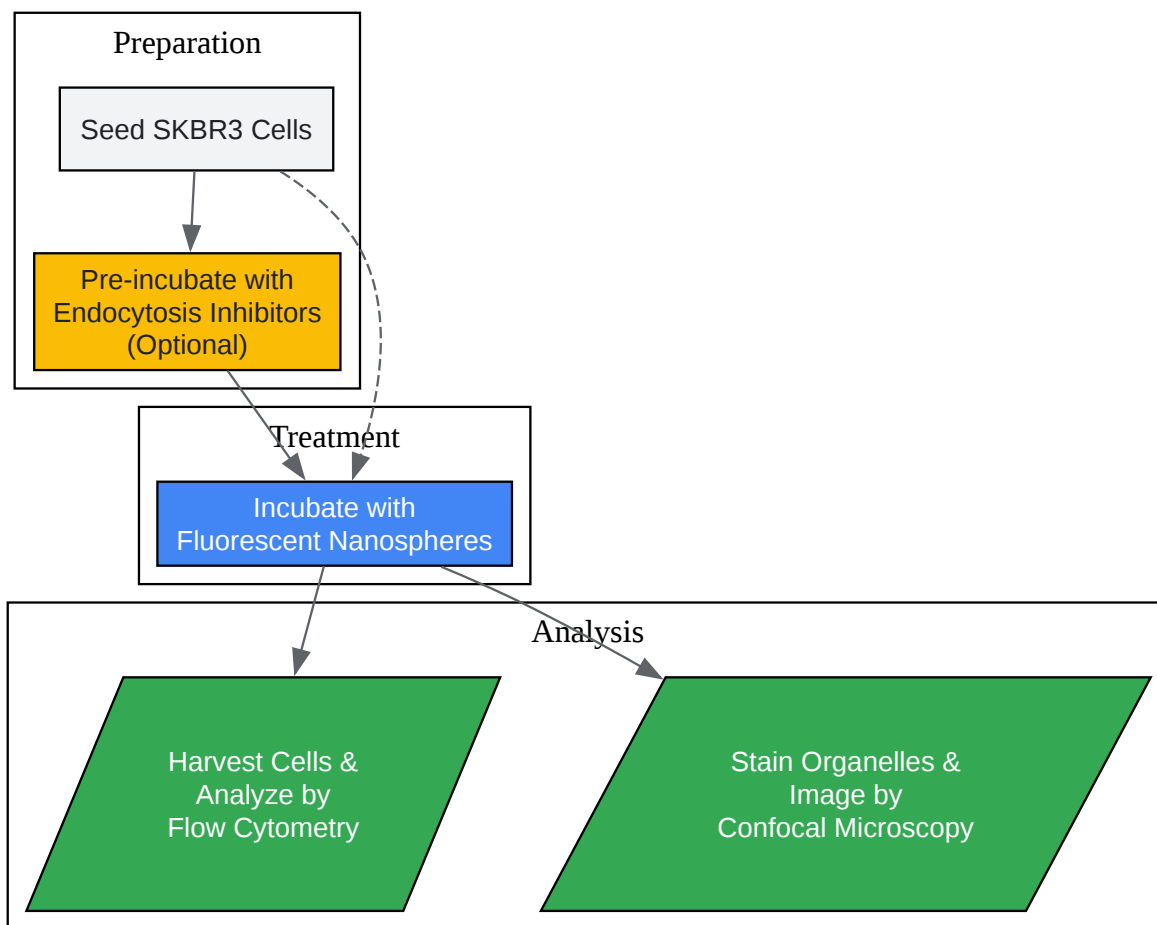 Preparation
Seed SKBR3 Cells
Pre-incubate with
Endocytosis Inhibitors
(Optional)
Treatment
Incubate with
Fluorescent Nanospheres
Analysis
Harvest Cells &
Analyze by
Flow Cytometry
Stain Organelles &
Image by
Confocal Microscopy